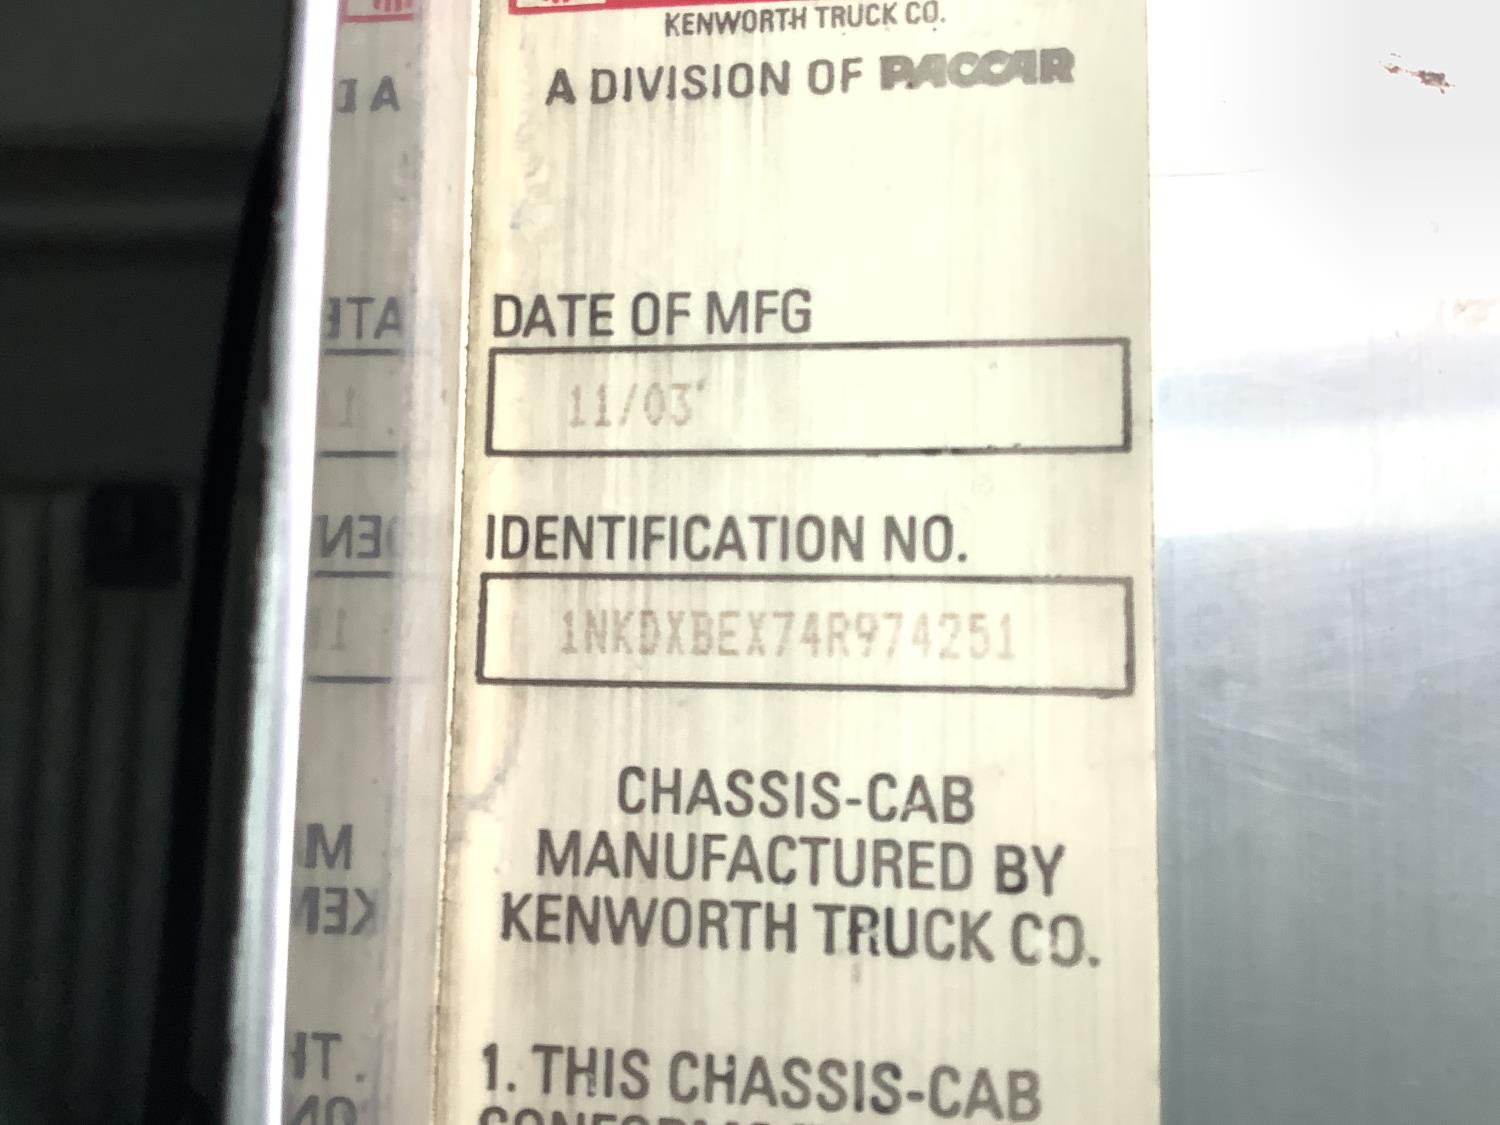 KENWORTH TRUCK CO.
A DIVISION OF PACCAR
DATE OF MFG
11/03
IDENTIFICATION NO.
1NKDXBEX74R974251
CHASSIS-CAB
MANUFACTURED BY
KENWORTH TRUCK CO.
1. THIS CHASSIS-CAB